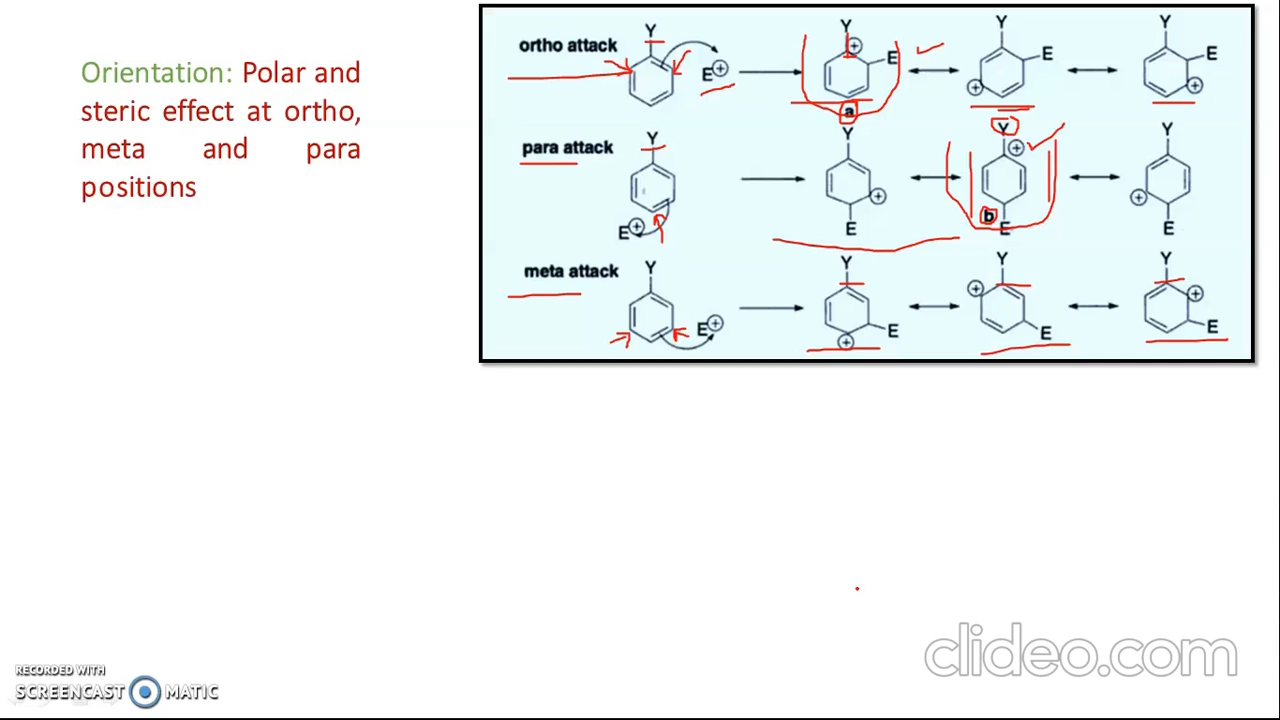 Orientation: Polar and
steric effect at ortho,
meta and para
positions
Y Y Y Y
ortho attack
E⊕ ⊕ E E ⊕ E ⊕
a
Y Y Y Y
para attack
⊕ ⊕ ⊕
E⊕ E b E E
Y Y Y Y
meta attack
E⊕ ⊕ E ⊕ E ⊕ E
clideo.com
RECORDED WITH
SCREENCAST MATIC